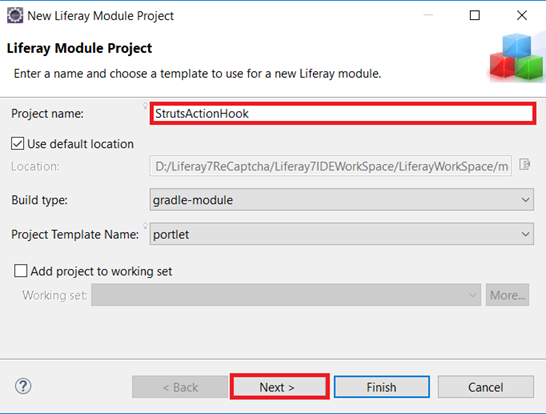 New Liferay Module Project
Liferay Module Project
Enter a name and choose a template to use for a new Liferay module.
Project name: StrutsActionHook
Use default location
Location: D:/Liferay7ReCaptcha/Liferay7IDEWorkSpace/LiferayWorkSpace/m
Build type: gradle-module
Project Template Name: portlet
Add project to working set
Working set: More...
? < Back Next > Finish Cancel